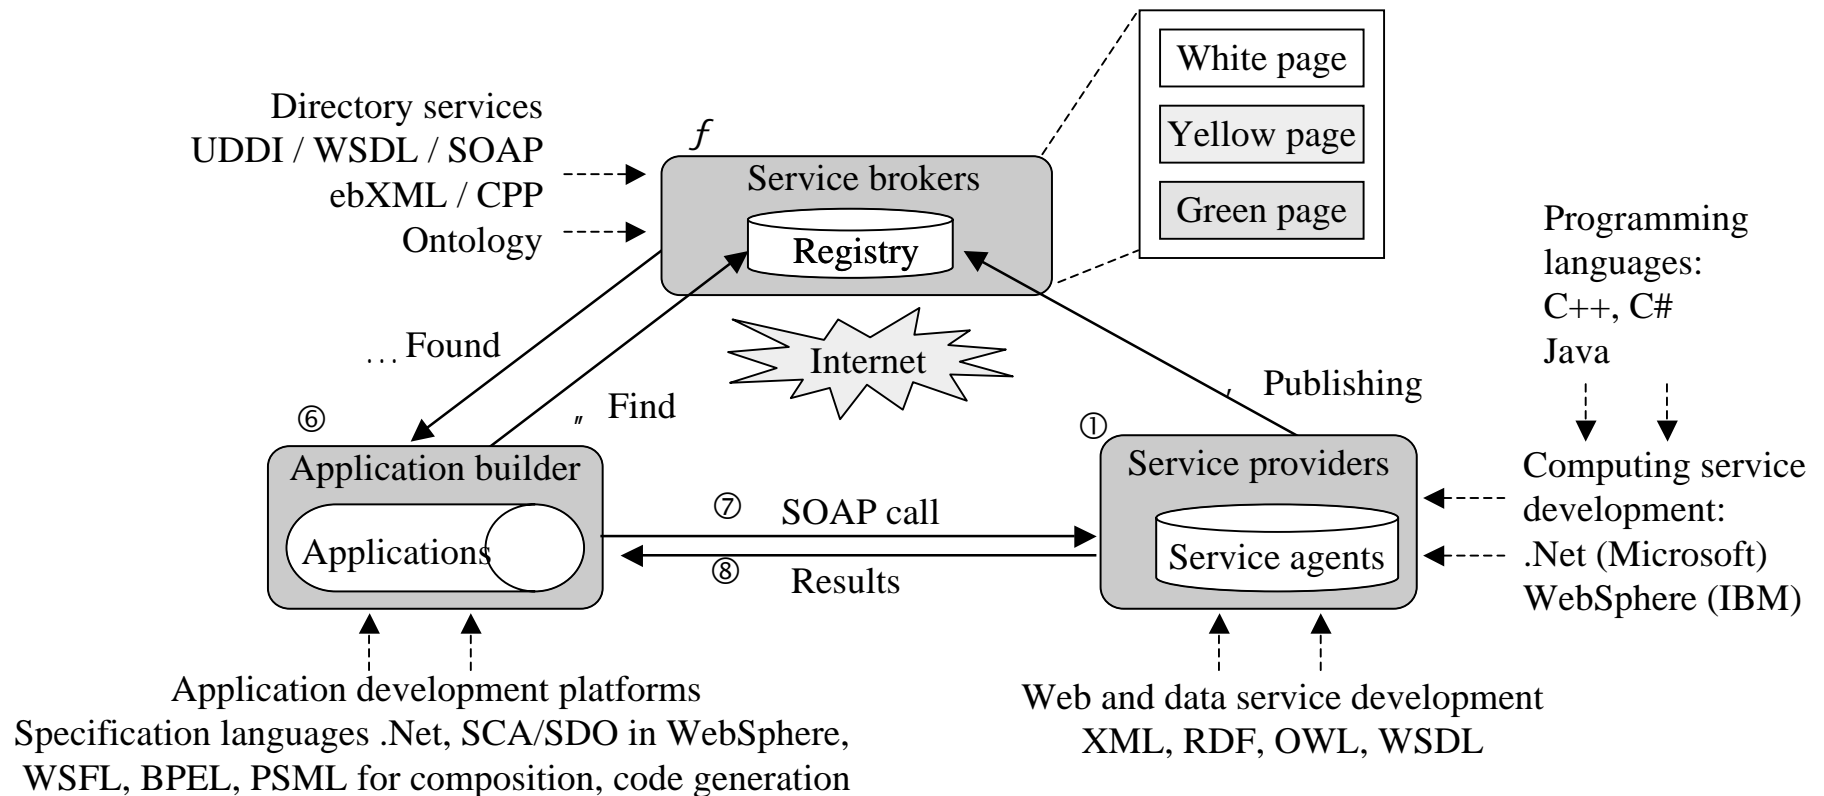 White page
Yellow page
Green page
Directory services
UDDI / WSDL / SOAP
ebXML / CPP
Ontology
ƒ
Service brokers
Registry
Programming
languages:
C++, C#
Java
… Found
Internet
„ Find
‚ Publishing
⑥
Application builder
Applications
①
Service providers
Service agents
⑦ SOAP call
⑧ Results
Computing service
development:
.Net (Microsoft)
WebSphere (IBM)
Application development platforms
Specification languages .Net, SCA/SDO in WebSphere,
WSFL, BPEL, PSML for composition, code generation
Web and data service development
XML, RDF, OWL, WSDL